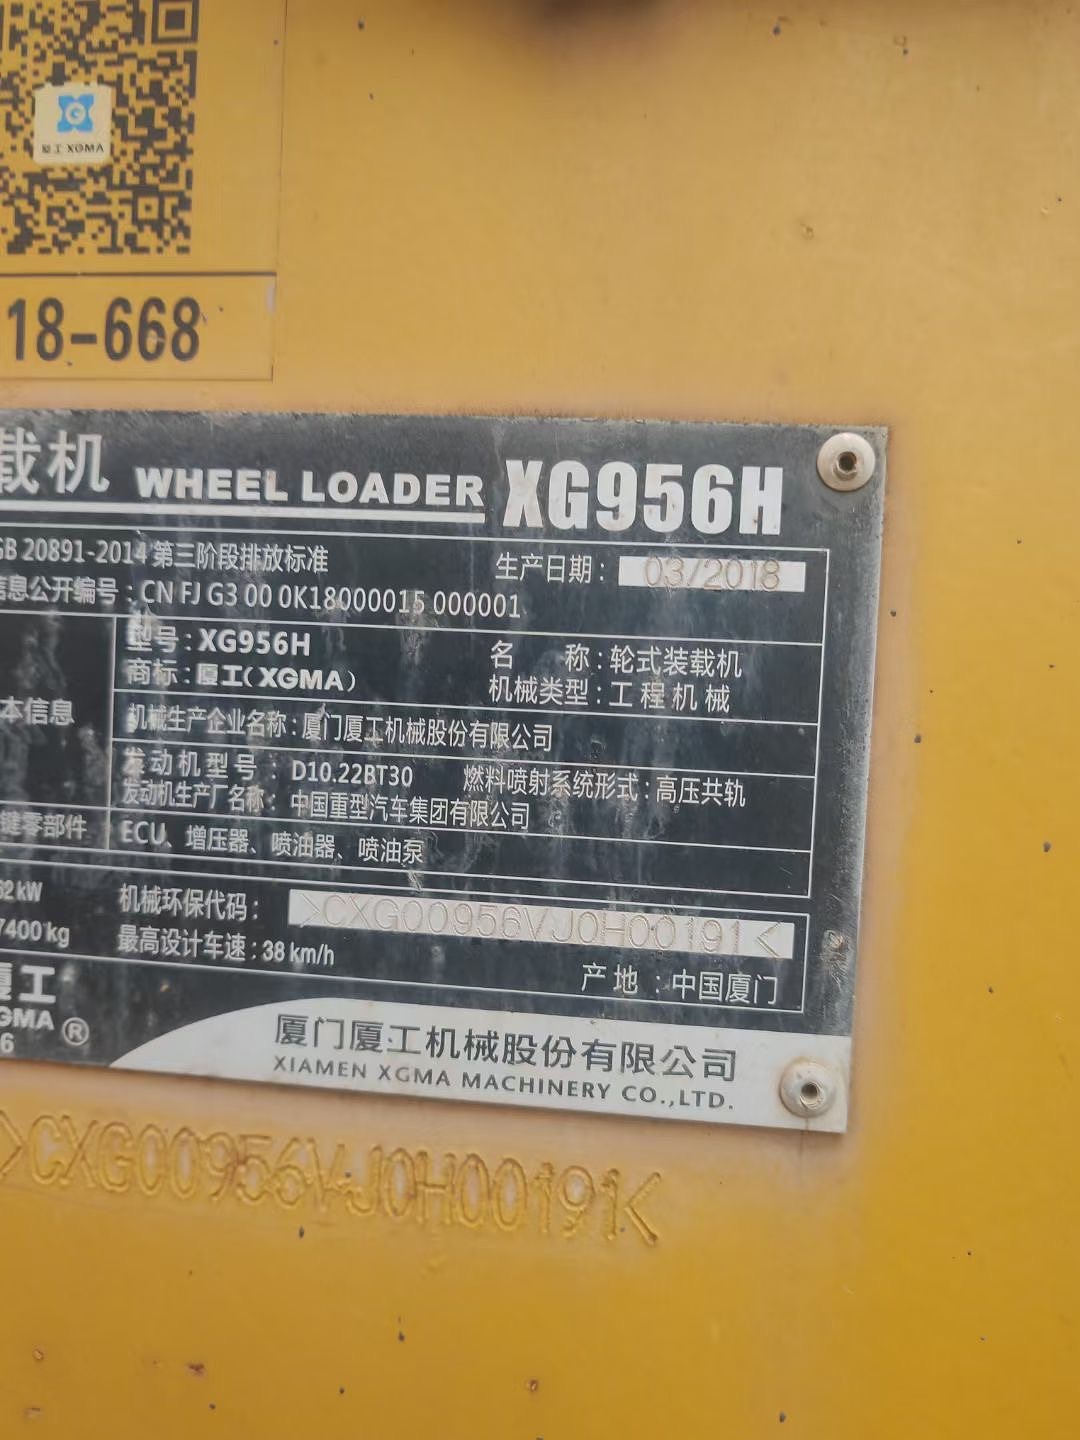 厦工 XGMA
18-668
载机 WHEEL LOADER XG956H
GB 20891-2014 第三阶段排放标准
生产日期: 03/2018
信息公开编号: CN FJ G3 00 0K18000015 000001
型号: XG956H
名 称: 轮式装载机
商标: 厦工(XGMA)
机械类型: 工程机械
本信息
机械生产企业名称: 厦门厦工机械股份有限公司
发动机型号: D10.22BT30 燃料喷射系统形式: 高压共轨
发动机生产厂名称: 中国重型汽车集团有限公司
键零部件 ECU、增压器、喷油器、喷油泵
62kW 机械环保代码: >CXG00956VJ0H00191<
7400kg 最高设计车速: 38 km/h
产地: 中国厦门
厦工
GMA ®
6
厦门厦工机械股份有限公司
XIAMEN XGMA MACHINERY CO.,LTD.
>CXG00956VJ0H00191<